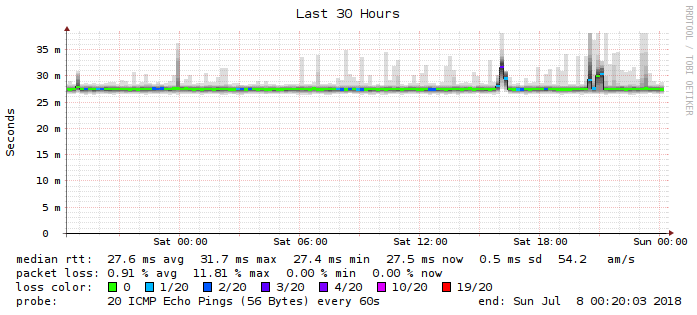 Last 30 Hours
RRDTOOL / TOBI OETIKER
Seconds
35 m
30 m
25 m
20 m
15 m
10 m
5 m
0
Sat 00:00 Sat 06:00 Sat 12:00 Sat 18:00 Sun 00:00
median rtt: 27.6 ms avg 31.7 ms max 27.4 ms min 27.5 ms now 0.5 ms sd 54.2 am/s
packet loss: 0.91 % avg 11.81 % max 0.00 % min 0.00 % now
loss color: 0 1/20 2/20 3/20 4/20 10/20 19/20
probe: 20 ICMP Echo Pings (56 Bytes) every 60s end: Sun Jul 8 00:20:03 2018